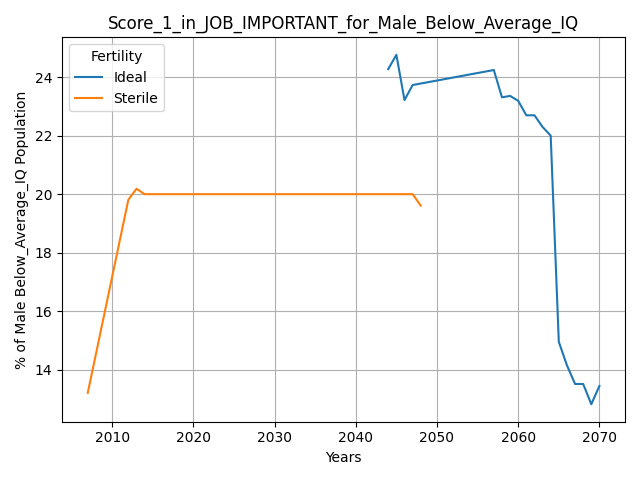 Score_1_in_JOB_IMPORTANT_for_Male_Below_Average_IQ
Fertility
Ideal
Sterile
% of Male Below_Average_IQ Population
24
22
20
18
16
14
2010 2020 2030 2040 2050 2060 2070
Years